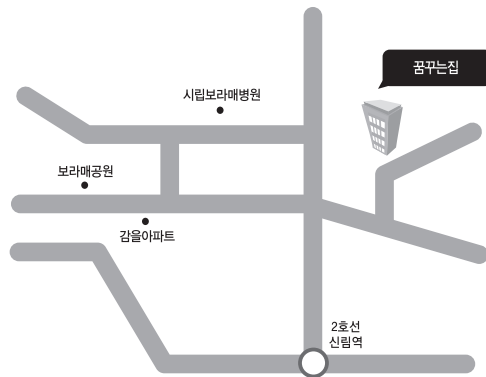 꿈꾸는집
시립보라매병원
보라매공원
감을아파트
2호선
신림역